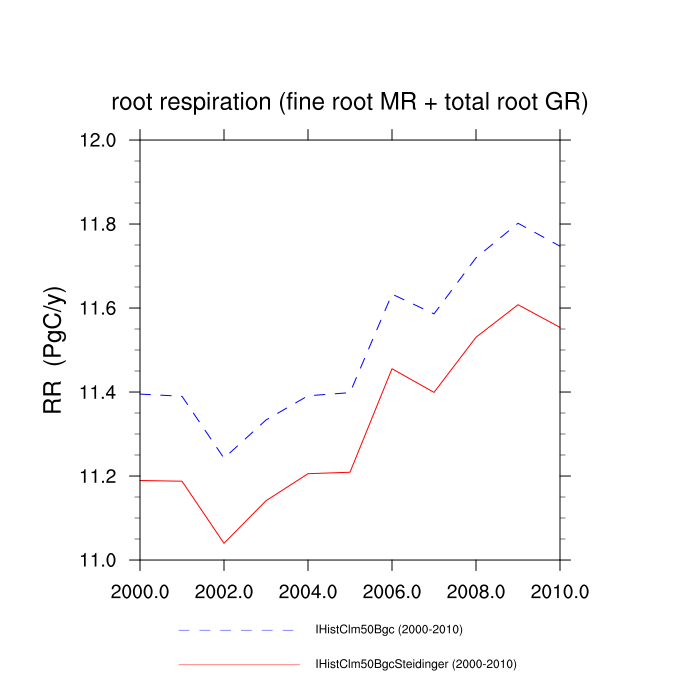 root respiration (fine root MR + total root GR)
RR (PgC/y)
12.0
11.8
11.6
11.4
11.2
11.0
2000.0 2002.0 2004.0 2006.0 2008.0 2010.0
IHistClm50Bgc (2000-2010)
IHistClm50BgcSteidinger (2000-2010)